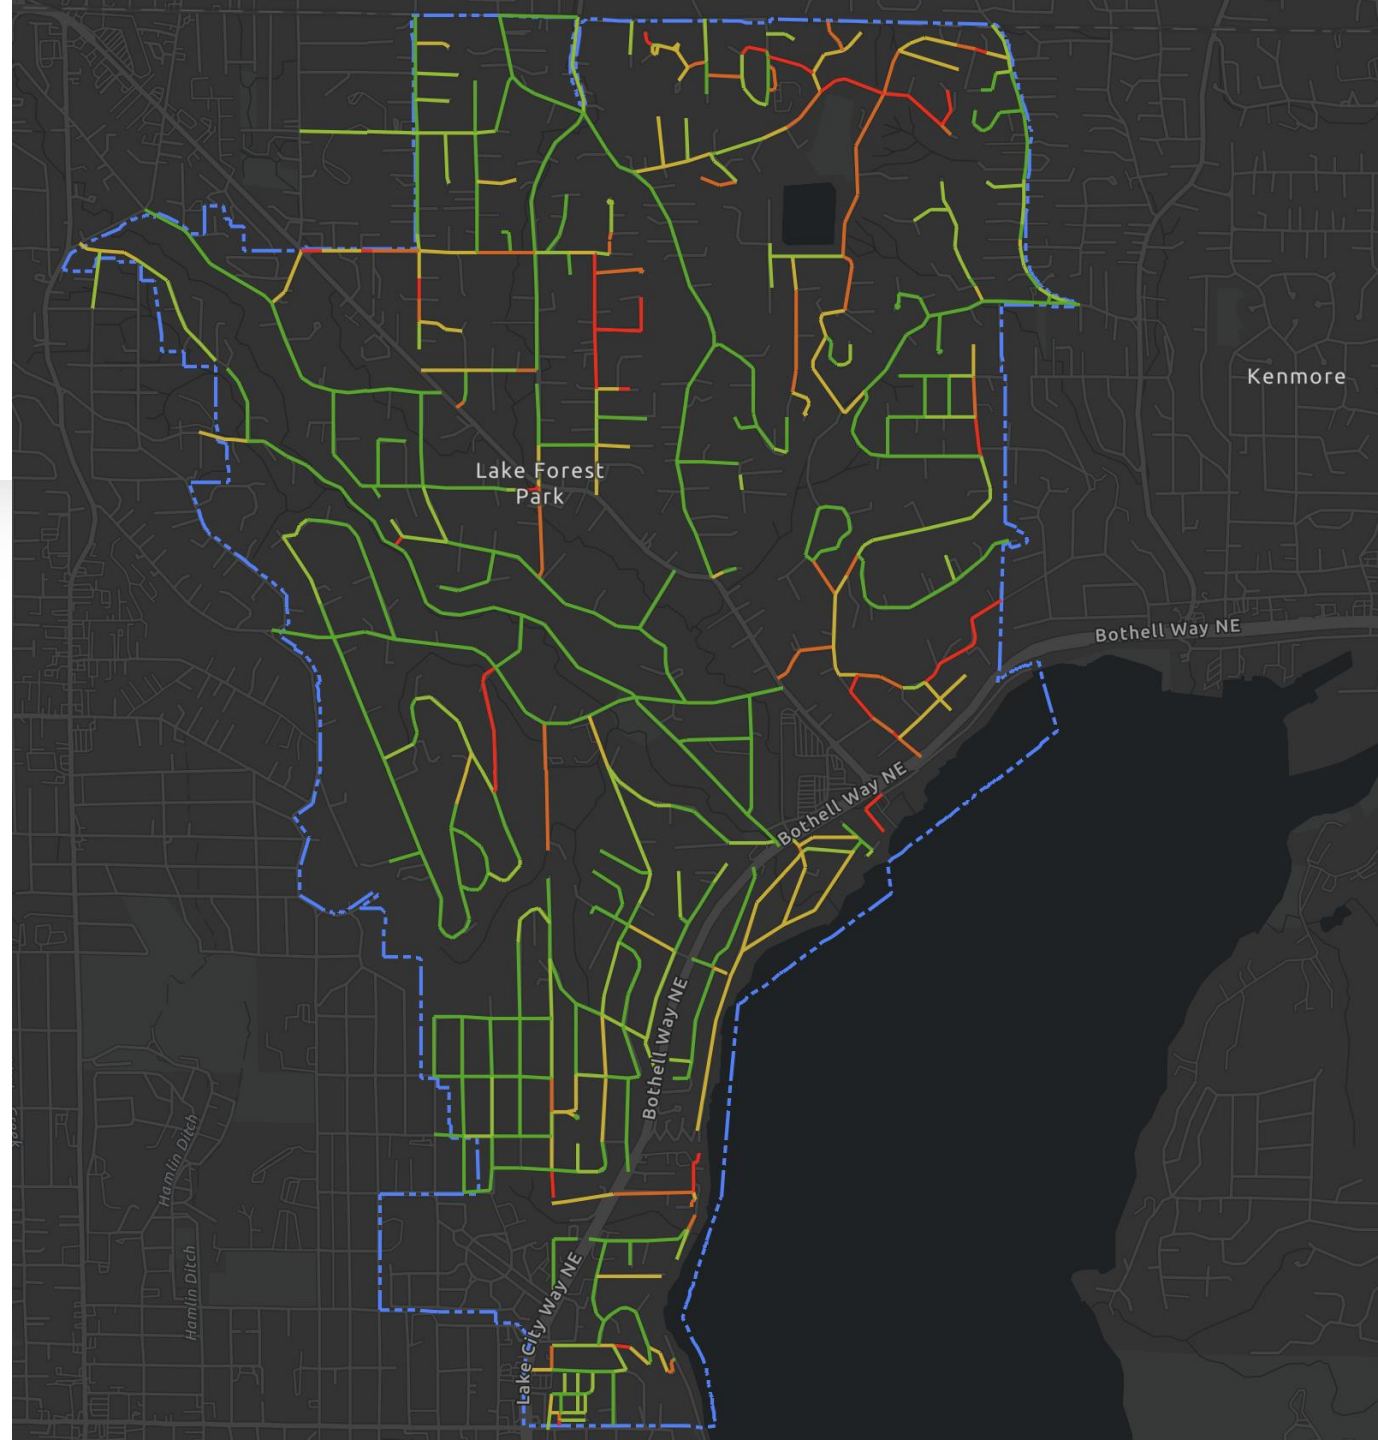 Kenmore
Lake Forest
Park
Bothell Way NE
Bothell Way NE
Bothell Way NE
Hamlin Ditch
Hamlin Ditch
Lake City Way NE